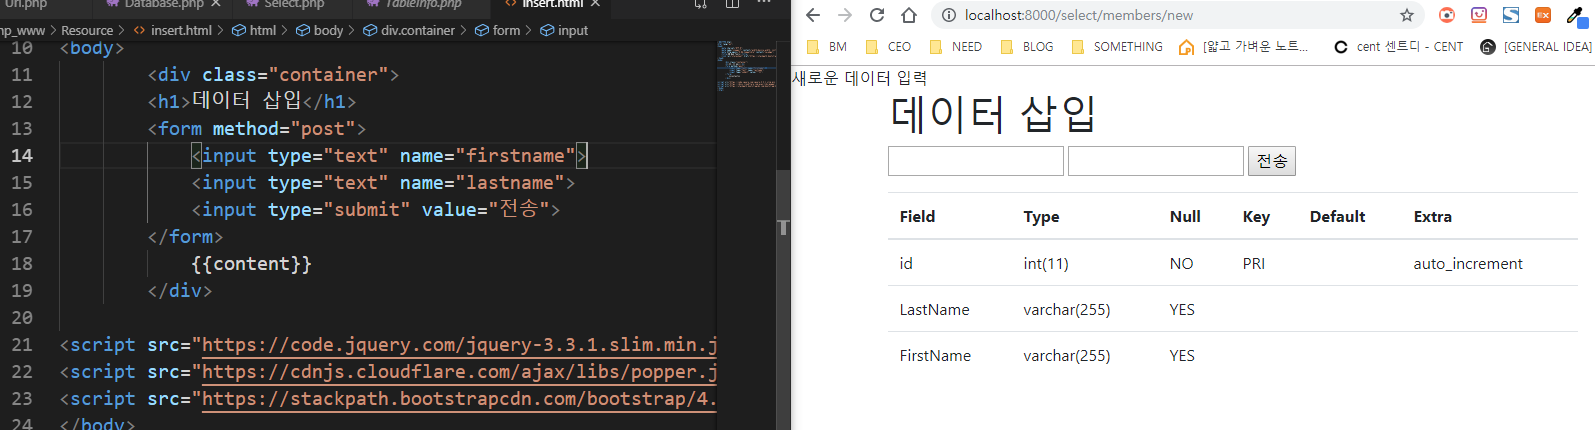 Url.php Database.php Select.php TableInfo.php insert.html
np_www > Resource > insert.html > html > body > div.container > form > input
10 <body>
11 <div class="container">
12 <h1>데이터 삽입</h1>
13 <form method="post">
14 <input type="text" name="firstname">
15 <input type="text" name="lastname">
16 <input type="submit" value="전송">
17 </form>
18 {{content}}
19 </div>
20
21 <script src="https://code.jquery.com/jquery-3.3.1.slim.min.j
22 <script src="https://cdnjs.cloudflare.com/ajax/libs/popper.j
23 <script src="https://stackpath.bootstrapcdn.com/bootstrap/4.
24 </body>
localhost:8000/select/members/new
BM CEO NEED BLOG SOMETHING [얇고 가벼운 노트... cent 센트디 - CENT [GENERAL IDEA]
새로운 데이터 입력
데이터 삽입
전송
Field Type Null Key Default Extra
id int(11) NO PRI auto_increment
LastName varchar(255) YES
FirstName varchar(255) YES